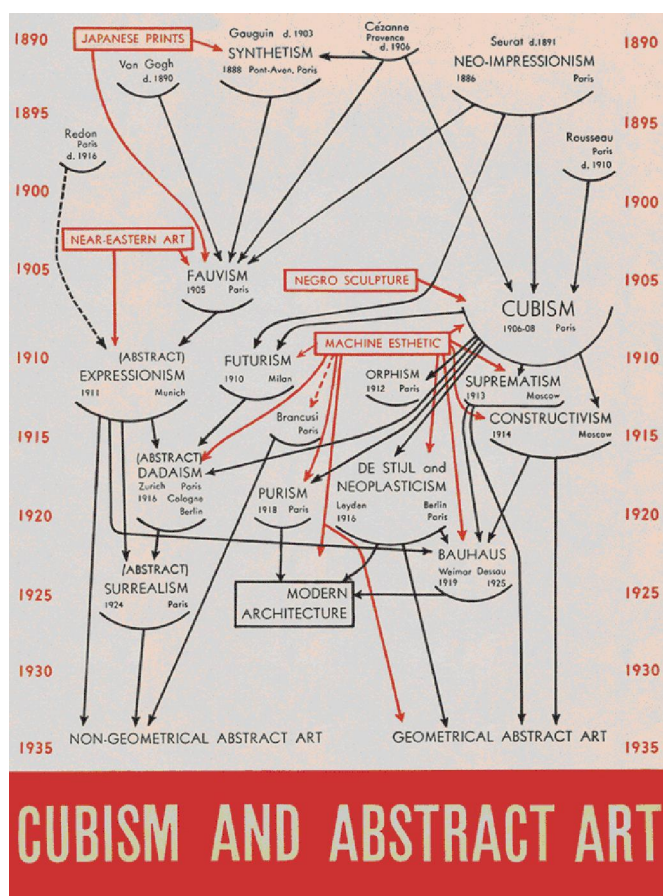 1890
JAPANESE PRINTS
Gauguin d. 1903
SYNTHETISM
1888 Pont-Aven, Paris
Cézanne
Provence
d. 1906
Seurat d.1891
NEO-IMPRESSIONISM
1886 Paris
1890
Van Gogh
d. 1890
1895
1895
Redon
Paris
d. 1916
Rousseau
Paris
d. 1910
1900
1900
NEAR-EASTERN ART
1905
FAUVISM
1905 Paris
NEGRO SCULPTURE
1905
CUBISM
1906-08 Paris
1910
(ABSTRACT)
EXPRESSIONISM
1911 Munich
FUTURISM
1910 Milan
MACHINE ESTHETIC
ORPHISM
1912 Paris
SUPREMATISM
1913 Moscow
1910
Brancusi
Paris
CONSTRUCTIVISM
1914 Moscow
1915
1915
(ABSTRACT)
DADAISM
Zurich Paris
1916 Cologne
Berlin
PURISM
1918 Paris
DE STIJL and
NEOPLASTICISM
Leyden Berlin
1916 Paris
1920
1920
(ABSTRACT)
SURREALISM
1924 Paris
BAUHAUS
Weimar Dessau
1919 1925
1925
MODERN
ARCHITECTURE
1925
1930
1930
1935
NON-GEOMETRICAL ABSTRACT ART
GEOMETRICAL ABSTRACT ART
1935
CUBISM AND ABSTRACT ART